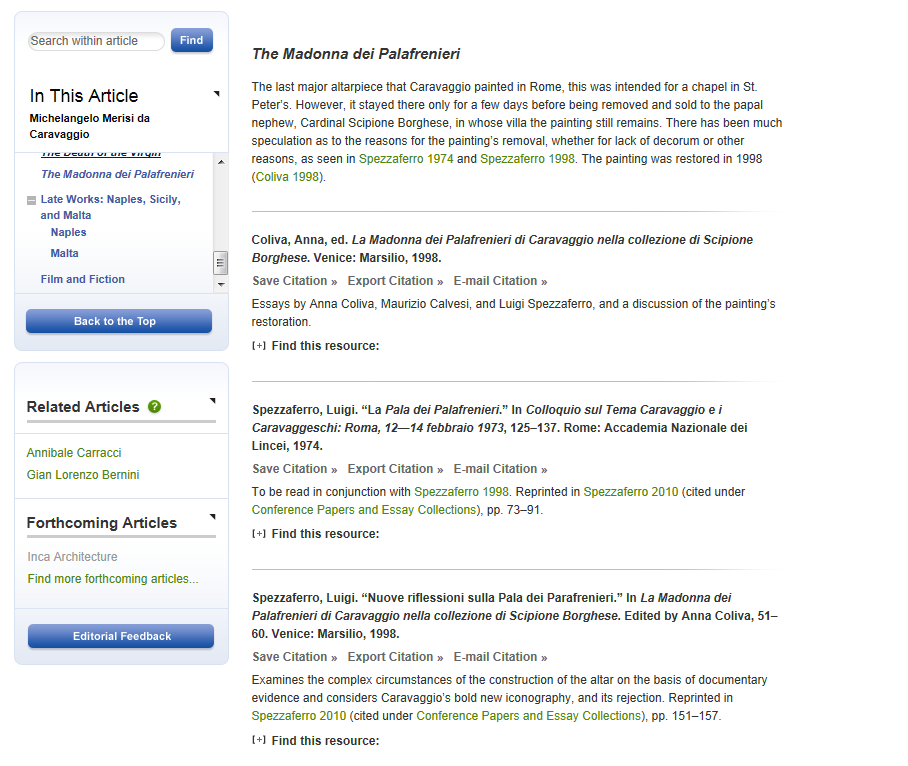 Search within article
Find
In This Article
Michelangelo Merisi da
Caravaggio
The Death of the Virgin
The Madonna dei Palafrenieri
Late Works: Naples, Sicily,
and Malta
Naples
Malta
Film and Fiction
Back to the Top
Related Articles ?
Annibale Carracci
Gian Lorenzo Bernini
Forthcoming Articles
Inca Architecture
Find more forthcoming articles...
Editorial Feedback
The Madonna dei Palafrenieri
The last major altarpiece that Caravaggio painted in Rome, this was intended for a chapel in St.
Peter's. However, it stayed there only for a few days before being removed and sold to the papal
nephew, Cardinal Scipione Borghese, in whose villa the painting still remains. There has been much
speculation as to the reasons for the painting's removal, whether for lack of decorum or other
reasons, as seen in Spezzaferro 1974 and Spezzaferro 1998. The painting was restored in 1998
(Coliva 1998).
Coliva, Anna, ed. La Madonna dei Palafrenieri di Caravaggio nella collezione di Scipione
Borghese. Venice: Marsilio, 1998.
Save Citation » Export Citation » E-mail Citation »
Essays by Anna Coliva, Maurizio Calvesi, and Luigi Spezzaferro, and a discussion of the painting's
restoration.
[+] Find this resource:
Spezzaferro, Luigi. “La Pala dei Palafrenieri.” In Colloquio sul Tema Caravaggio e i
Caravaggeschi: Roma, 12—14 febbraio 1973, 125–137. Rome: Accademia Nazionale dei
Lincei, 1974.
Save Citation » Export Citation » E-mail Citation »
To be read in conjunction with Spezzaferro 1998. Reprinted in Spezzaferro 2010 (cited under
Conference Papers and Essay Collections), pp. 73–91.
[+] Find this resource:
Spezzaferro, Luigi. “Nuove riflessioni sulla Pala dei Parafrenieri.” In La Madonna dei
Palafrenieri di Caravaggio nella collezione di Scipione Borghese. Edited by Anna Coliva, 51–
60. Venice: Marsilio, 1998.
Save Citation » Export Citation » E-mail Citation »
Examines the complex circumstances of the construction of the altar on the basis of documentary
evidence and considers Caravaggio's bold new iconography, and its rejection. Reprinted in
Spezzaferro 2010 (cited under Conference Papers and Essay Collections), pp. 151–157.
[+] Find this resource: